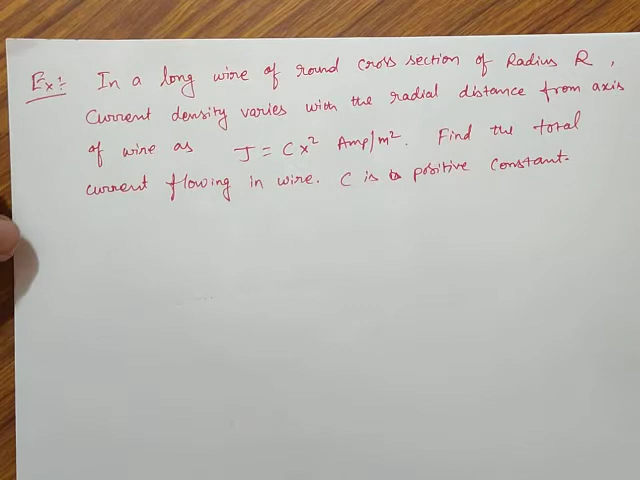 Ex:- In a long wire of round cross section of Radius R,
Current density varies with the radial distance from axis
of wire as J = Cx² Amp/m². Find the total
current flowing in wire. C is positive constant.